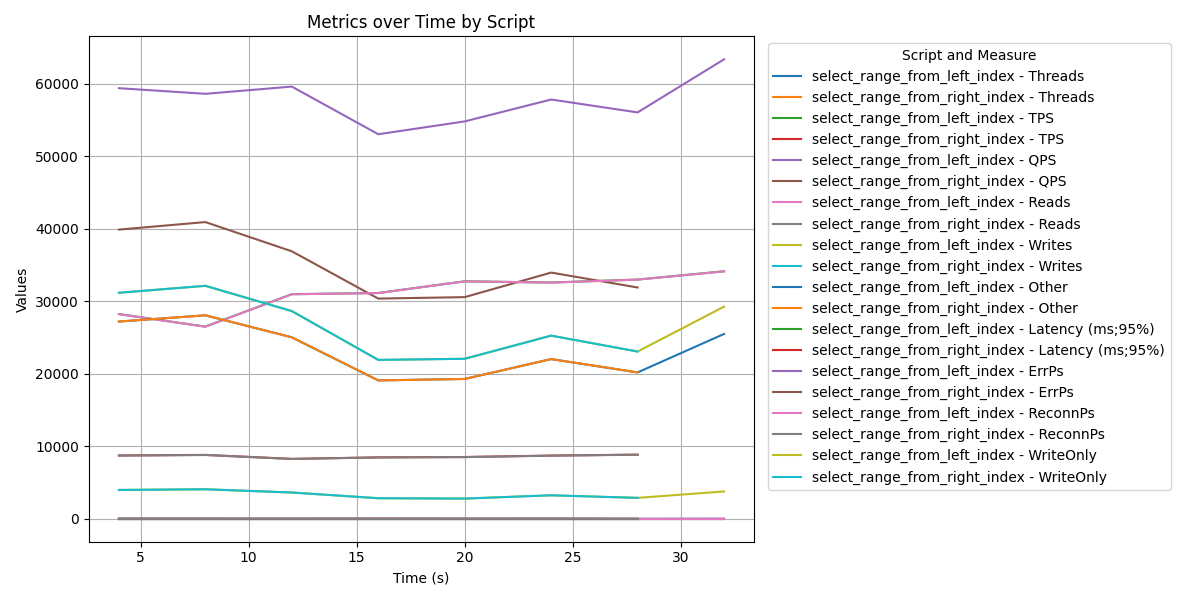 Metrics over Time by Script
Values
60000
50000
40000
30000
20000
10000
0
5
10
15
20
25
30
Time (s)
Script and Measure
select_range_from_left_index - Threads
select_range_from_right_index - Threads
select_range_from_left_index - TPS
select_range_from_right_index - TPS
select_range_from_left_index - QPS
select_range_from_right_index - QPS
select_range_from_left_index - Reads
select_range_from_right_index - Reads
select_range_from_left_index - Writes
select_range_from_right_index - Writes
select_range_from_left_index - Other
select_range_from_right_index - Other
select_range_from_left_index - Latency (ms;95%)
select_range_from_right_index - Latency (ms;95%)
select_range_from_left_index - ErrPs
select_range_from_right_index - ErrPs
select_range_from_left_index - ReconnPs
select_range_from_right_index - ReconnPs
select_range_from_left_index - WriteOnly
select_range_from_right_index - WriteOnly